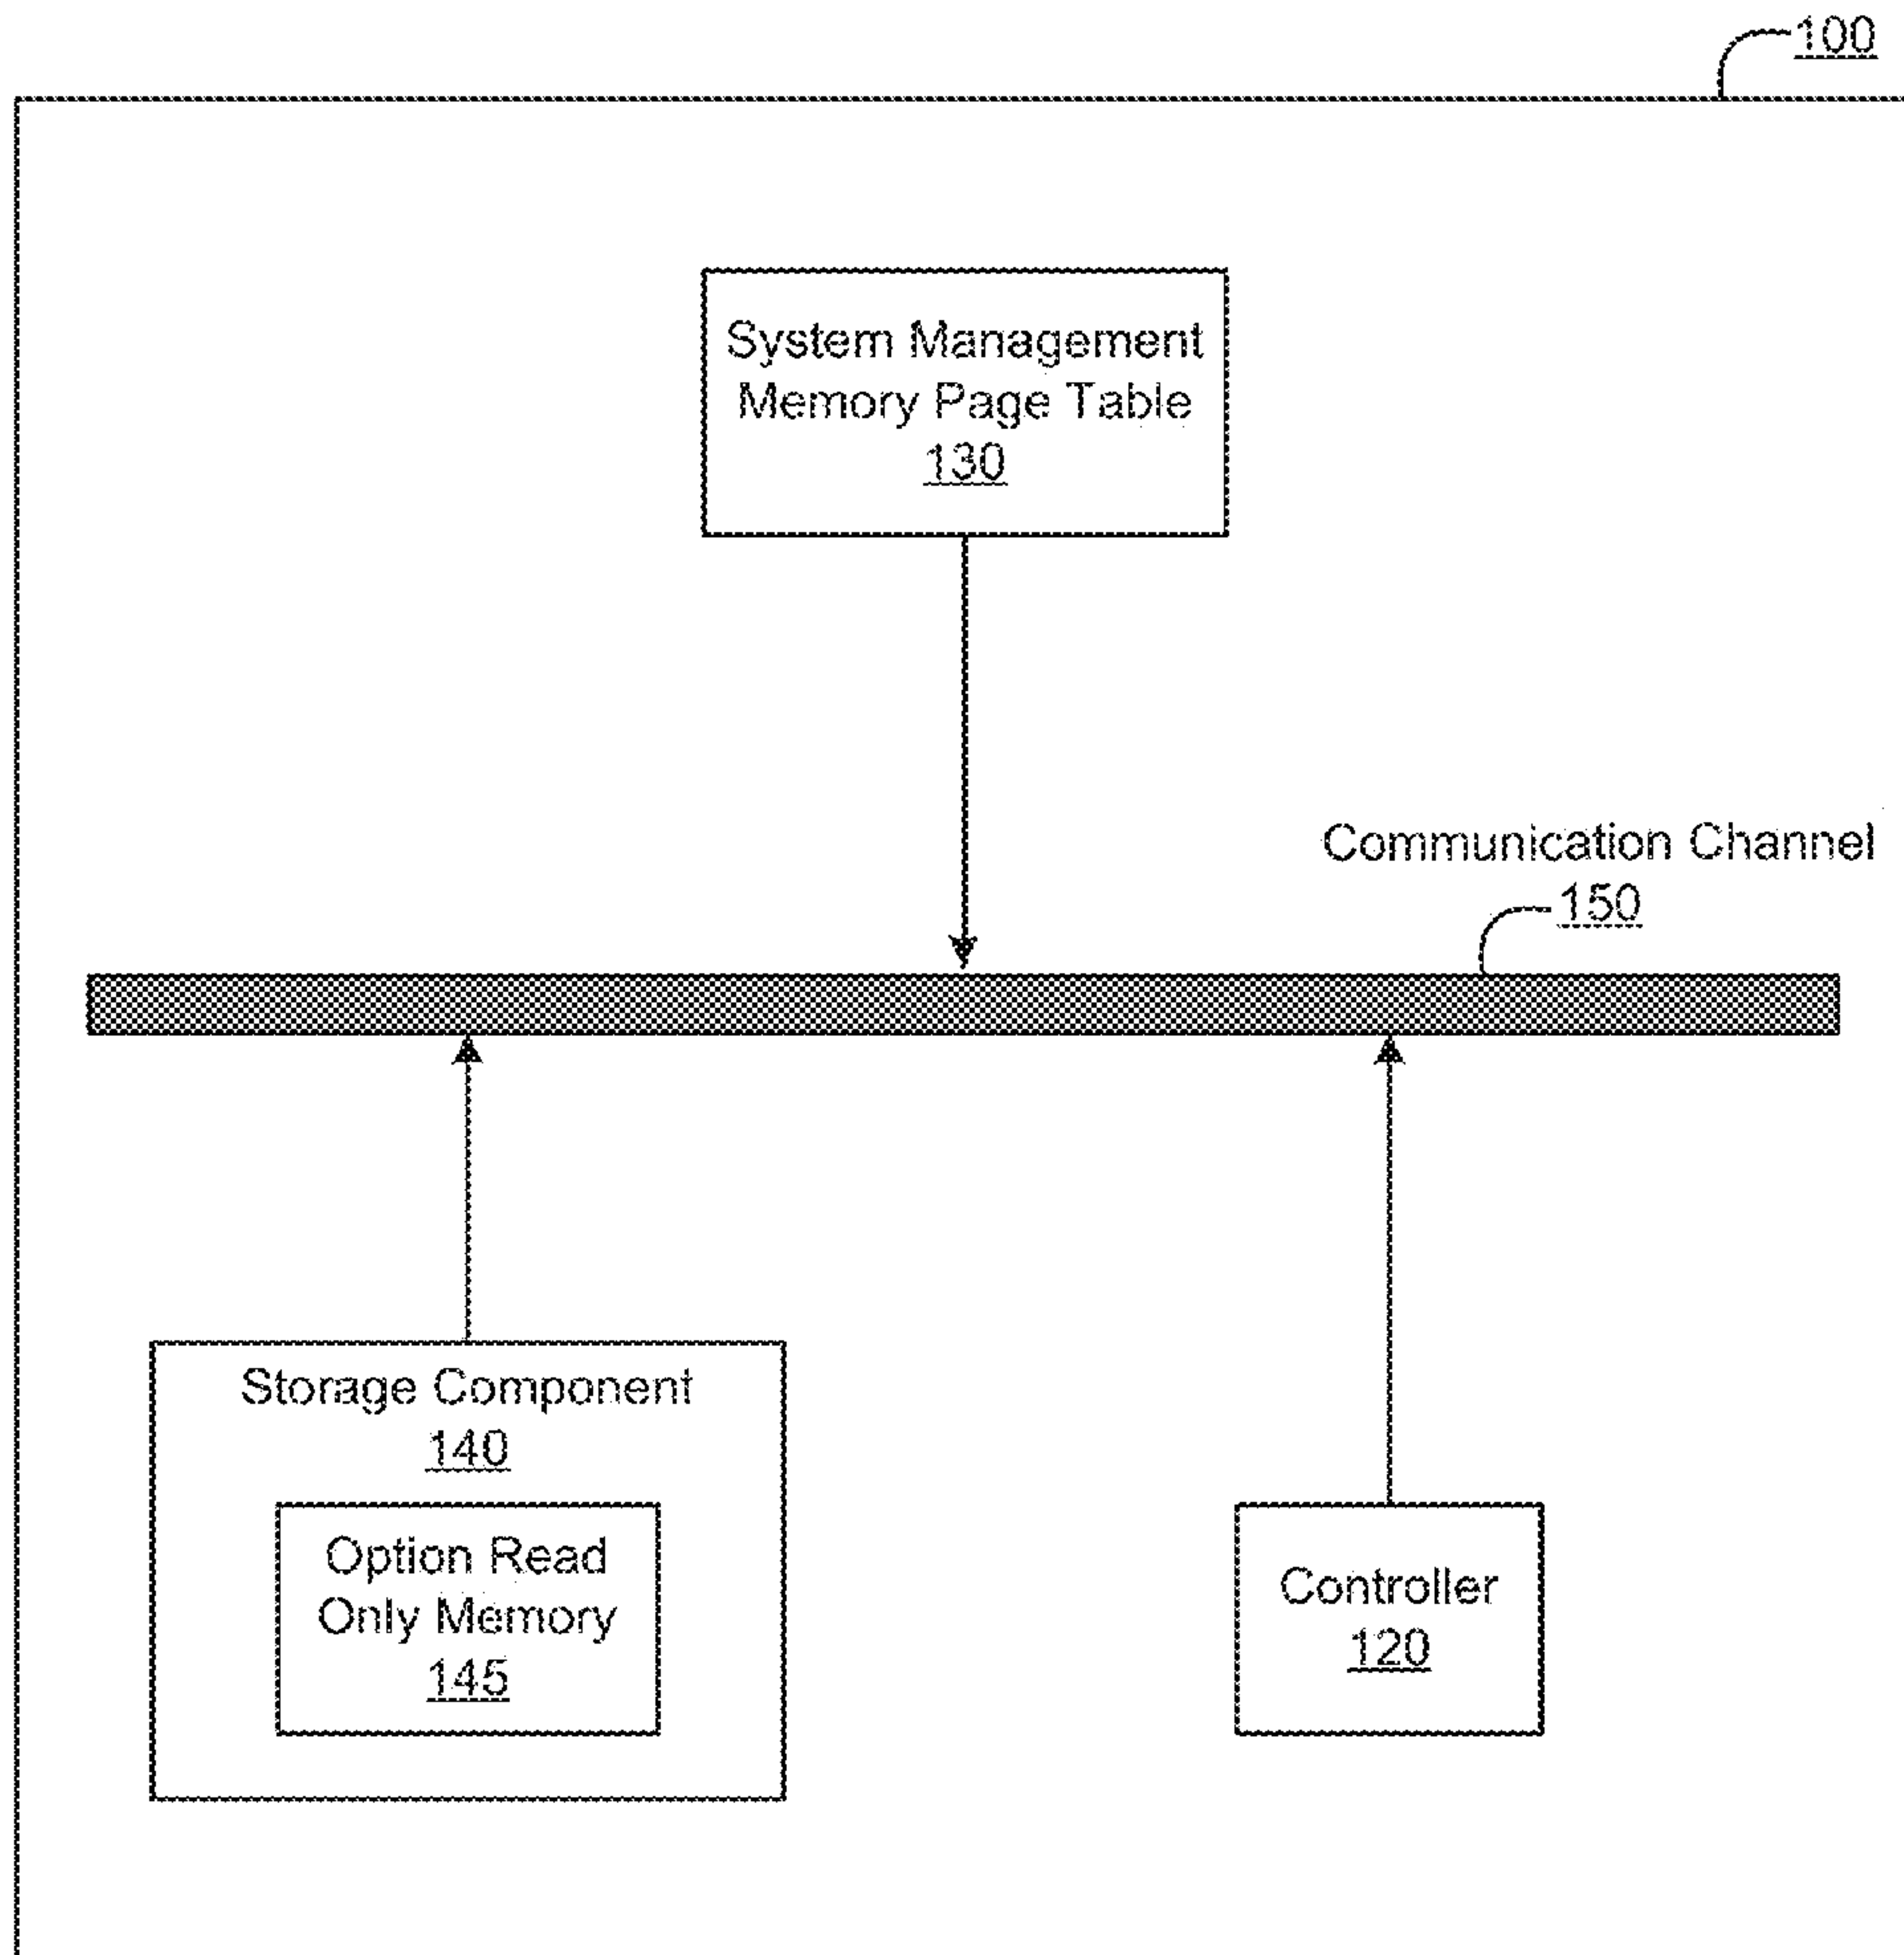 100
System Management
Memory Page Table
130
Communication Channel
150
Storage Component
140
Option Read
Only Memory
145
Controller
120